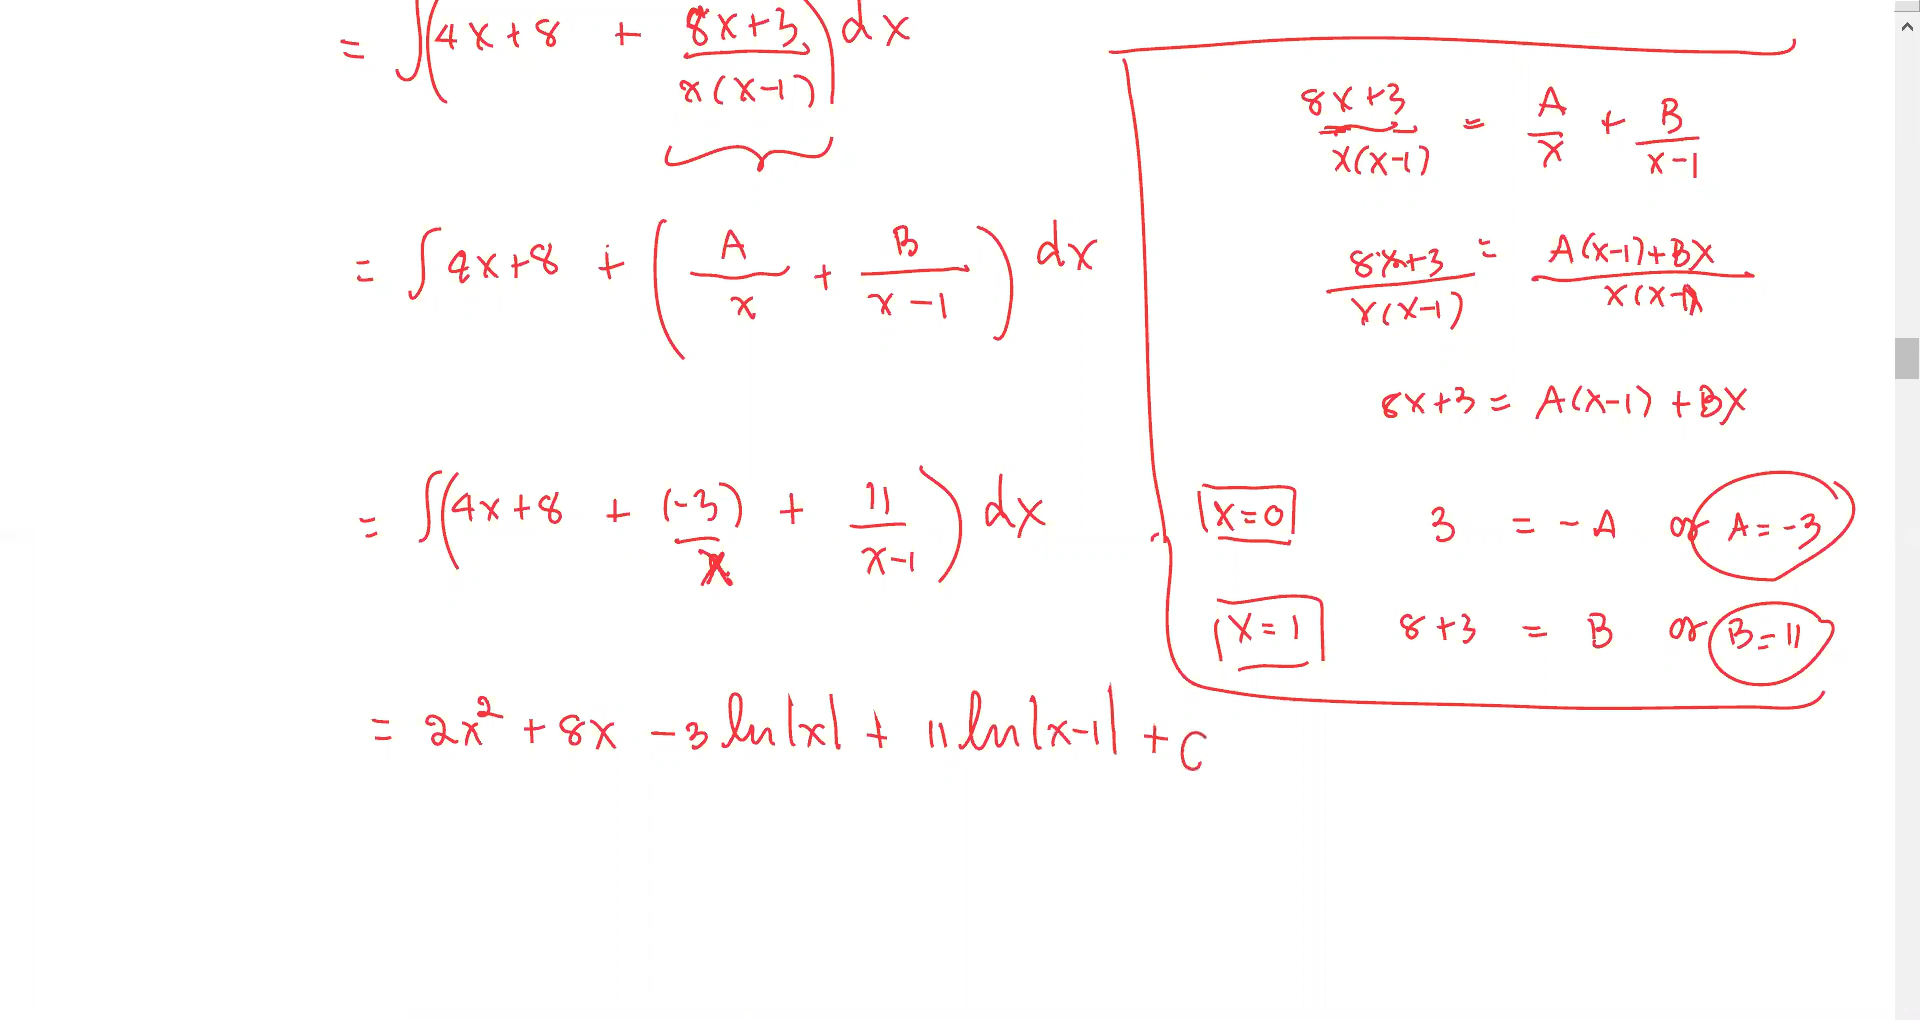 = ∫(4x+8 + (8x+3)/(x(x-1))) dx
= ∫ 4x+8 + (A/x + B/(x-1)) dx
= ∫(4x+8 + (-3)/x + 11/(x-1)) dx
= 2x² + 8x - 3 ln|x| + 11 ln|x-1| + C
(8x+3)/(x(x-1)) = A/x + B/(x-1)
(8x+3)/(x(x-1)) = (A(x-1)+Bx)/(x(x-1))
8x+3 = A(x-1) + Bx
x=0 3 = -A or A=-3
x=1 8+3 = B or B=11